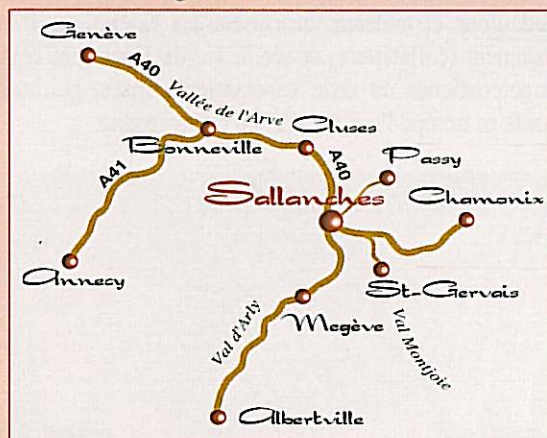 Genève
A40
Vallée de l'Arve
Cluses
Bonneville
A41
A40
Passy
Sallanches
Chamonix
Annecy
St-Gervais
Megève
Val d'Arly
Val Montjoie
Albertville